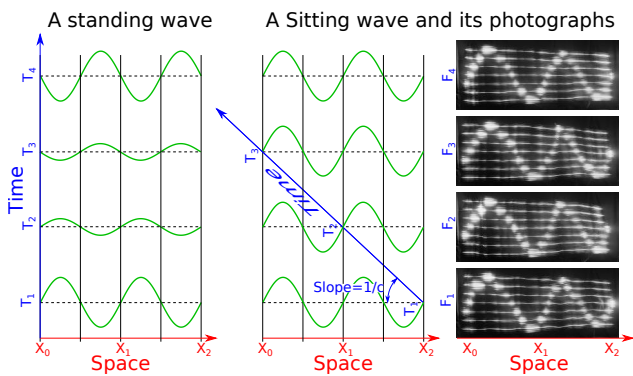 A standing wave
A Sitting wave and its photographs
Time
T4
T3
T2
T1
X0
X1
X2
Space
T3
Time
T2
Slope=1/c
T1
X0
X1
X2
Space
F4
F3
F2
F1
X0
X1
X2
Space